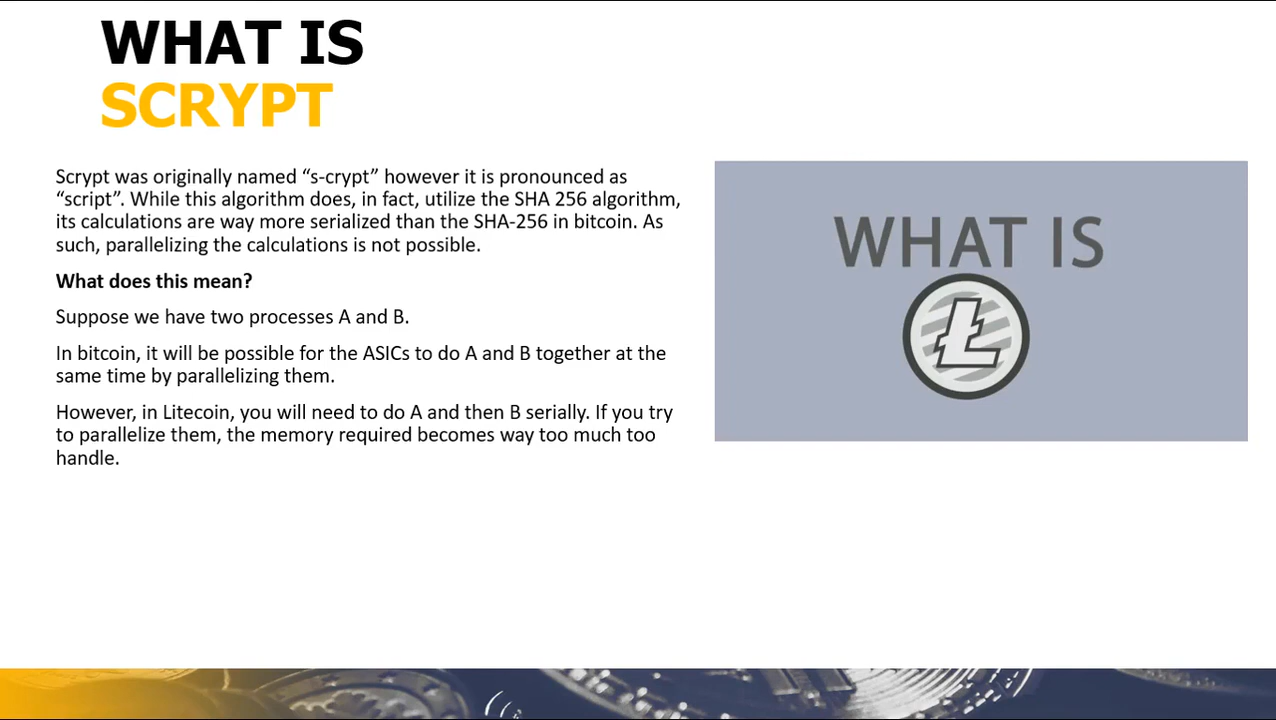 WHAT IS
SCRYPT
Scrypt was originally named “s-crypt” however it is pronounced as
“script”. While this algorithm does, in fact, utilize the SHA 256 algorithm,
its calculations are way more serialized than the SHA-256 in bitcoin. As
such, parallelizing the calculations is not possible.
What does this mean?
Suppose we have two processes A and B.
In bitcoin, it will be possible for the ASICs to do A and B together at the
same time by parallelizing them.
However, in Litecoin, you will need to do A and then B serially. If you try
to parallelize them, the memory required becomes way too much too
handle.
WHAT IS
Ł